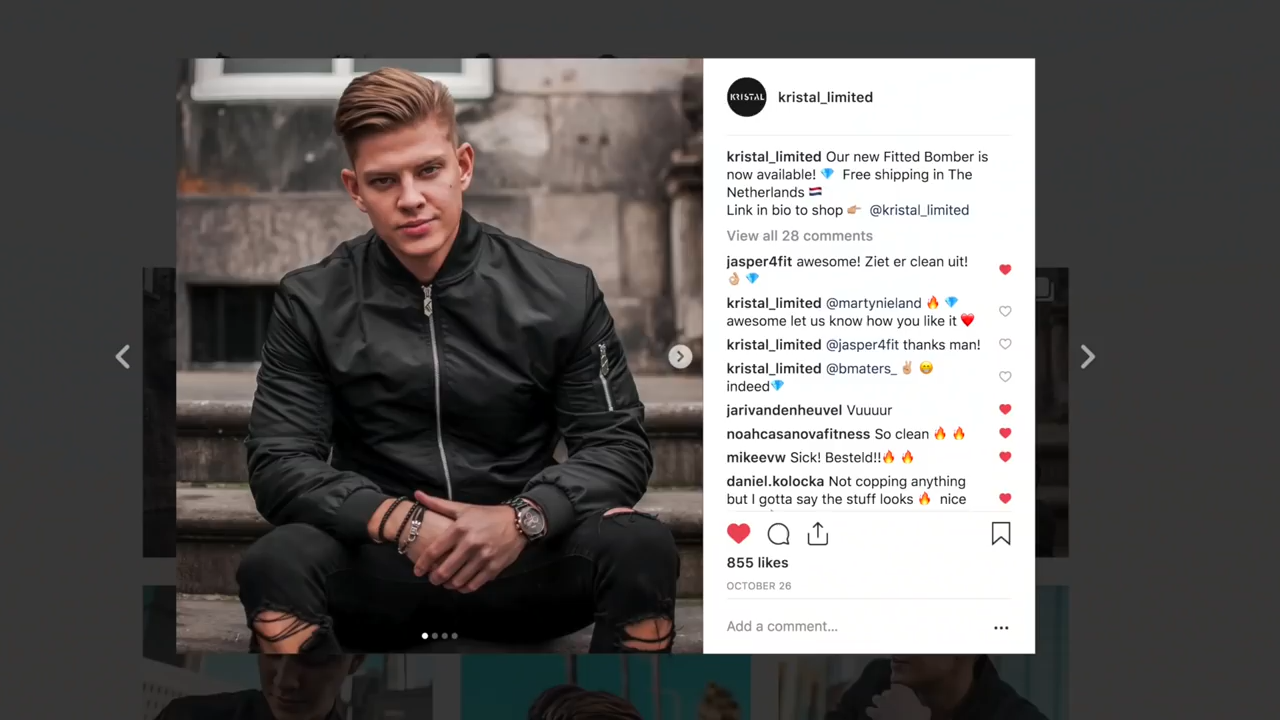 KRISTAL
kristal_limited
kristal_limited Our new Fitted Bomber is
now available! 💎 Free shipping in The
Netherlands 🇳🇱
Link in bio to shop 👉🏼 @kristal_limited
View all 28 comments
jasper4fit awesome! Ziet er clean uit!
👌🏼 💎
kristal_limited @martynieland 🔥 💎
awesome let us know how you like it ❤️
kristal_limited @jasper4fit thanks man!
kristal_limited @bmaters_ ✌🏼 😁
indeed💎
jarivandenheuvel Vuuuur
noahcasanovafitness So clean 🔥 🔥
mikeevw Sick! Besteld!!🔥 🔥
daniel.kolocka Not copping anything
but I gotta say the stuff looks 🔥 nice
855 likes
OCTOBER 26
Add a comment...